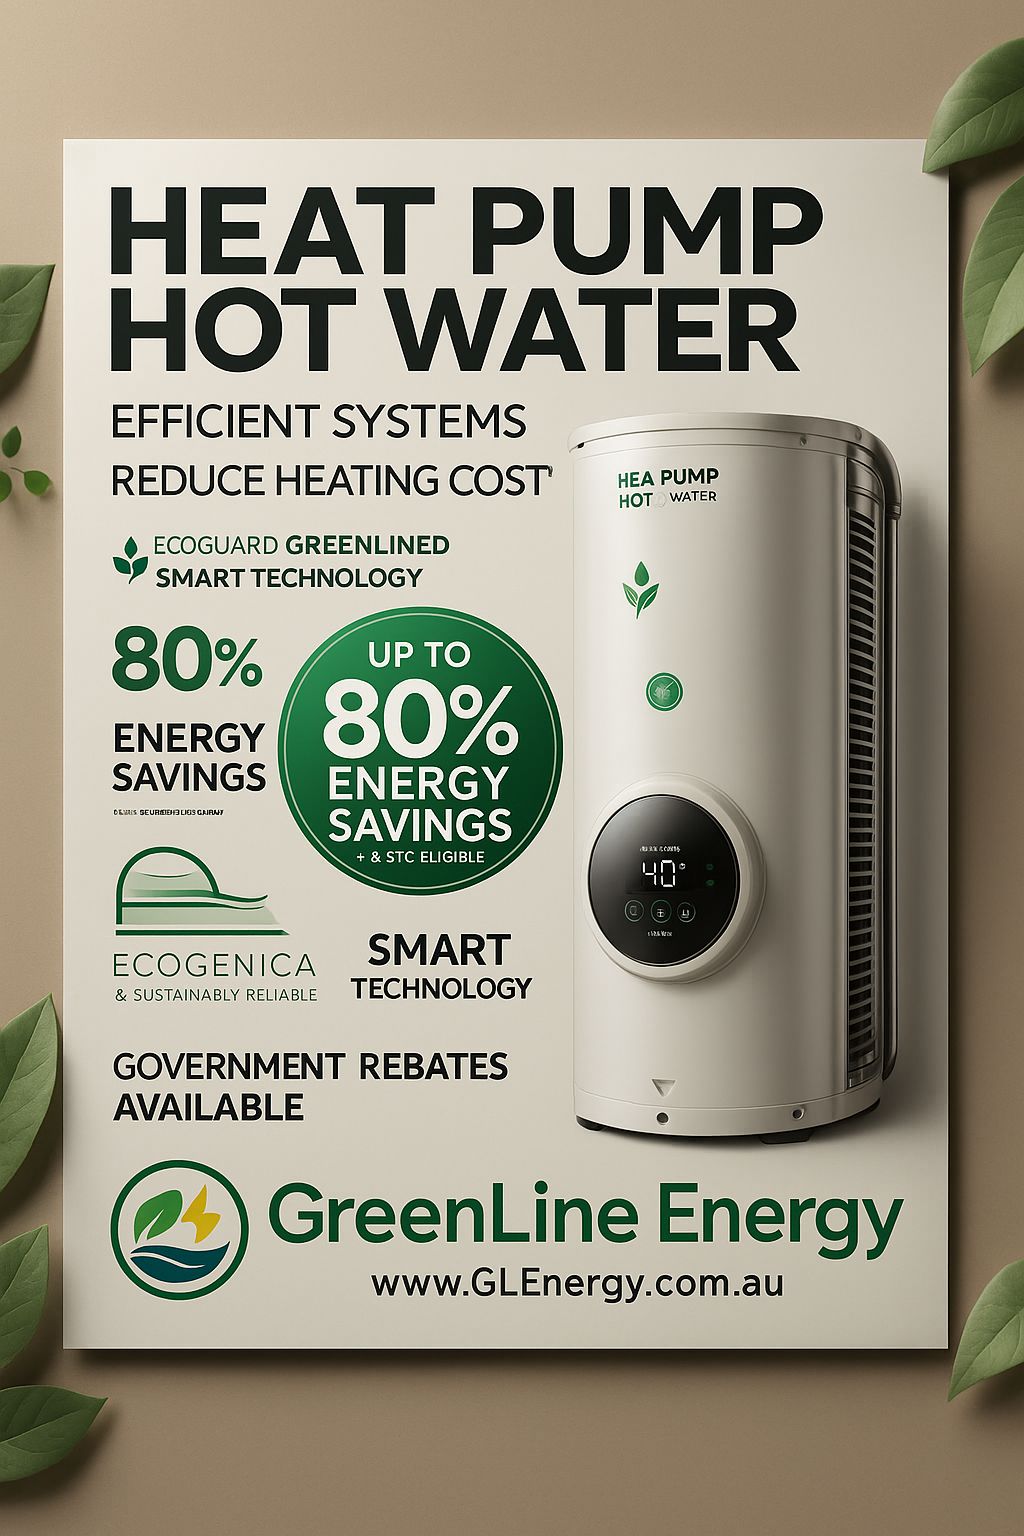 HEAT PUMP
HOT WATER
EFFICIENT SYSTEMS
REDUCE HEATING COST'
ECOGUARD GREENLINED
SMART TECHNOLOGY
80%
ENERGY
SAVINGS
UP TO
80%
ENERGY
SAVINGS
+ & STC ELIGIBLE
HEA PUMP
HOT WATER
40°
ECOGENICA
& SUSTAINABLY RELIABLE
SMART
TECHNOLOGY
GOVERNMENT REBATES
AVAILABLE
GreenLine Energy
www.GLEnergy.com.au